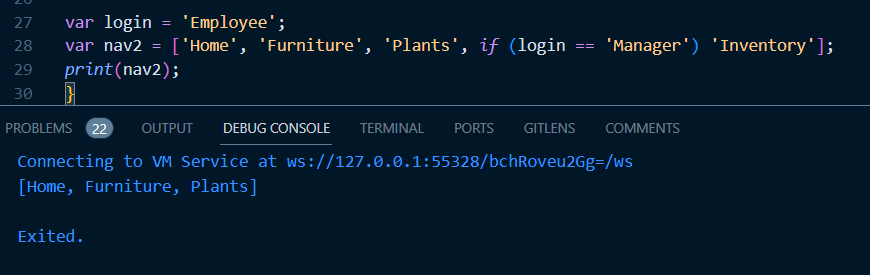 27 var login = 'Employee';
28 var nav2 = ['Home', 'Furniture', 'Plants', if (login == 'Manager') 'Inventory'];
29 print(nav2);
30 }
PROBLEMS 22 OUTPUT DEBUG CONSOLE TERMINAL PORTS GITLENS COMMENTS
Connecting to VM Service at ws://127.0.0.1:55328/bchRoveu2Gg=/ws
[Home, Furniture, Plants]
Exited.